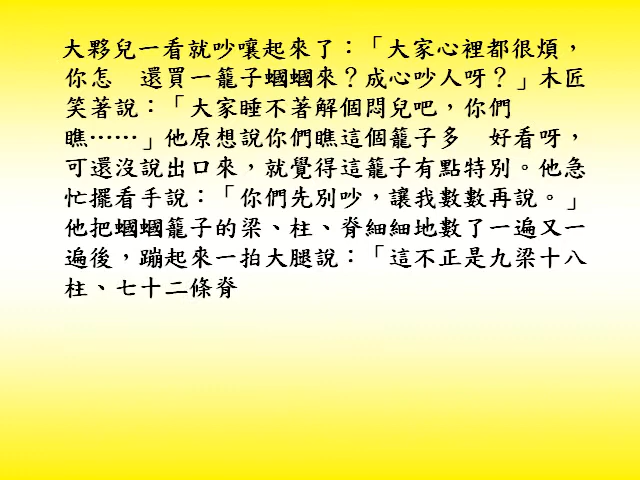 大夥兒一看就吵嚷起來了：「大家心裡都很煩，
你怎　還買一籠子蟈蟈來？成心吵人呀？」木匠
笑著說：「大家睡不著解個悶兒吧，你們
瞧……」他原想說你們瞧這個籠子多　好看呀，
可還沒說出口來，就覺得這籠子有點特別。他急
忙擺看手說：「你們先別吵，讓我數數再說。」
他把蟈蟈籠子的梁、柱、脊細細地數了一遍又一
遍後，蹦起來一拍大腿說：「這不正是九梁十八
柱、七十二條脊